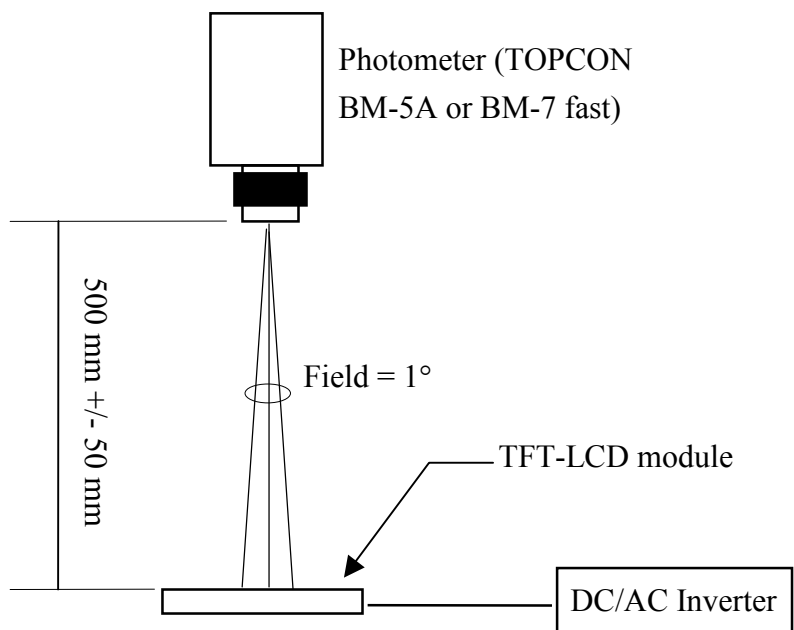 Photometer (TOPCON
BM-5A or BM-7 fast)
500 mm +/- 50 mm
Field = 1°
TFT-LCD module
DC/AC Inverter